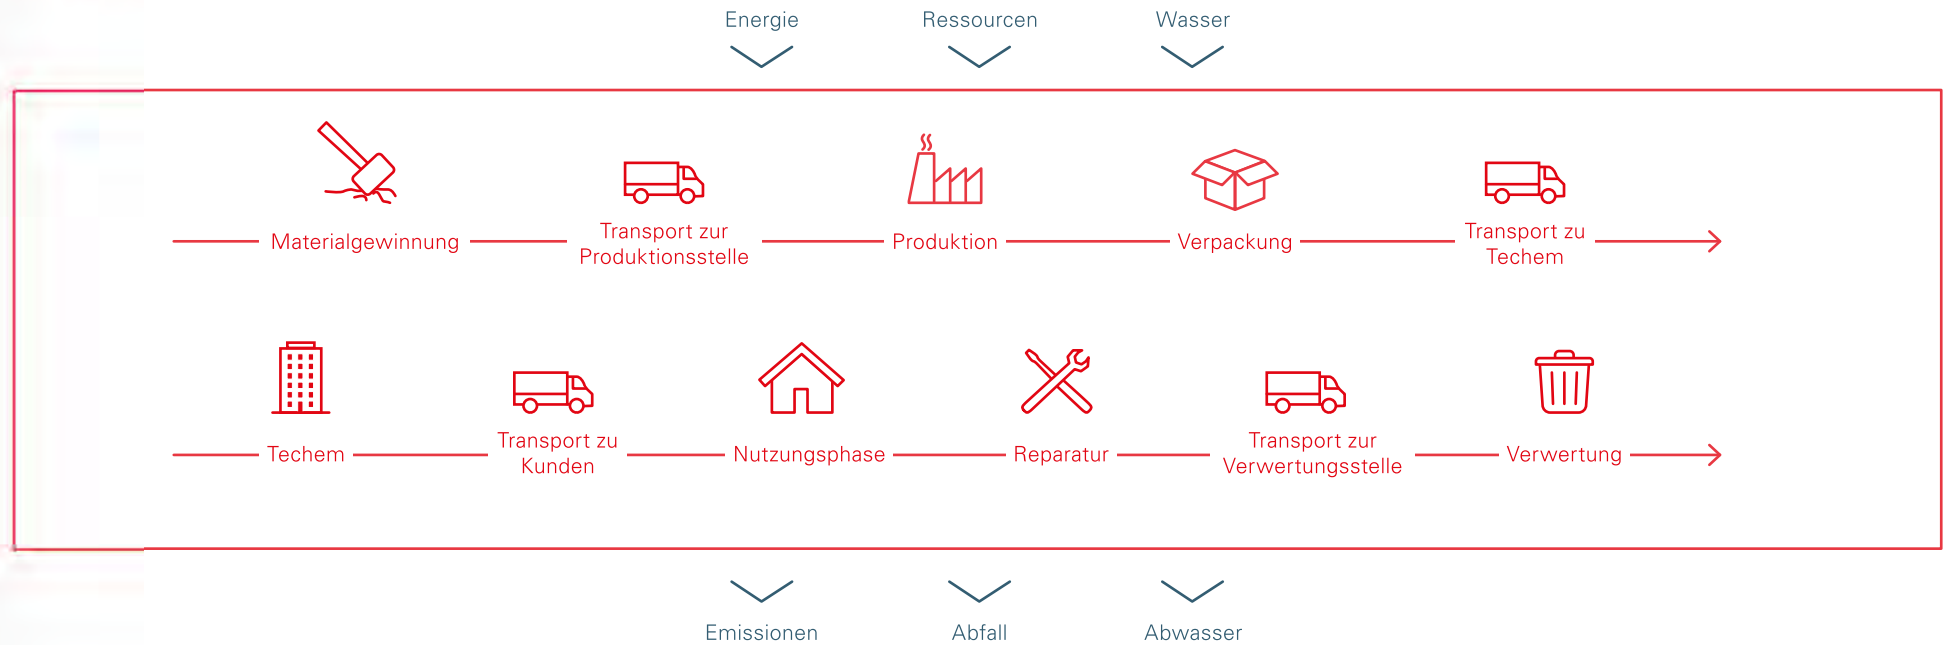 Energie
Ressourcen
Wasser
Materialgewinnung
Transport zur
Produktionsstelle
Produktion
Verpackung
Transport zu
Techem
Techem
Transport zu
Kunden
Nutzungsphase
Reparatur
Transport zur
Verwertungsstelle
Verwertung
Emissionen
Abfall
Abwasser